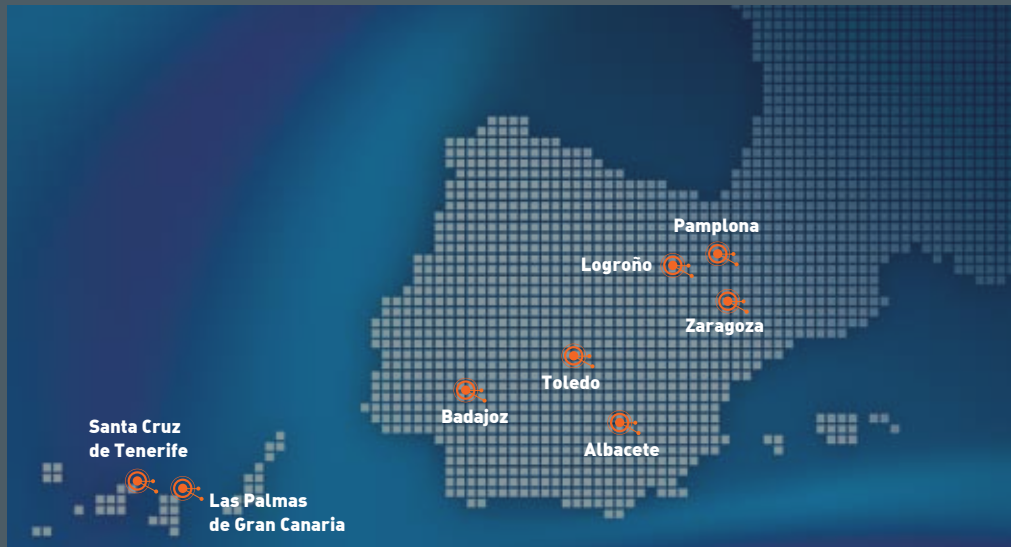 Pamplona
Logroño
Zaragoza
Toledo
Badajoz
Albacete
Santa Cruz
de Tenerife
Las Palmas
de Gran Canaria